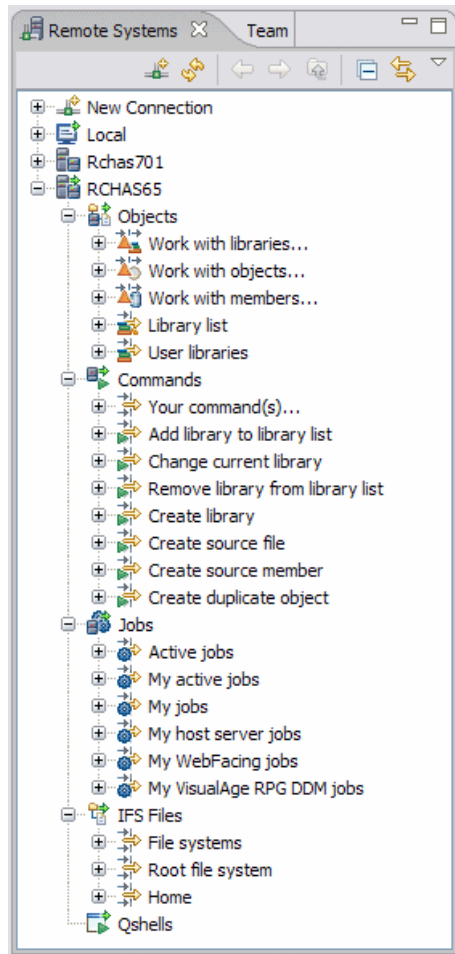 Remote Systems Team
New Connection
Local
Rchas701
RCHAS65
Objects
Work with libraries...
Work with objects...
Work with members...
Library list
User libraries
Commands
Your command(s)...
Add library to library list
Change current library
Remove library from library list
Create library
Create source file
Create source member
Create duplicate object
Jobs
Active jobs
My active jobs
My jobs
My host server jobs
My WebFacing jobs
My VisualAge RPG DDM jobs
IFS Files
File systems
Root file system
Home
Qshells